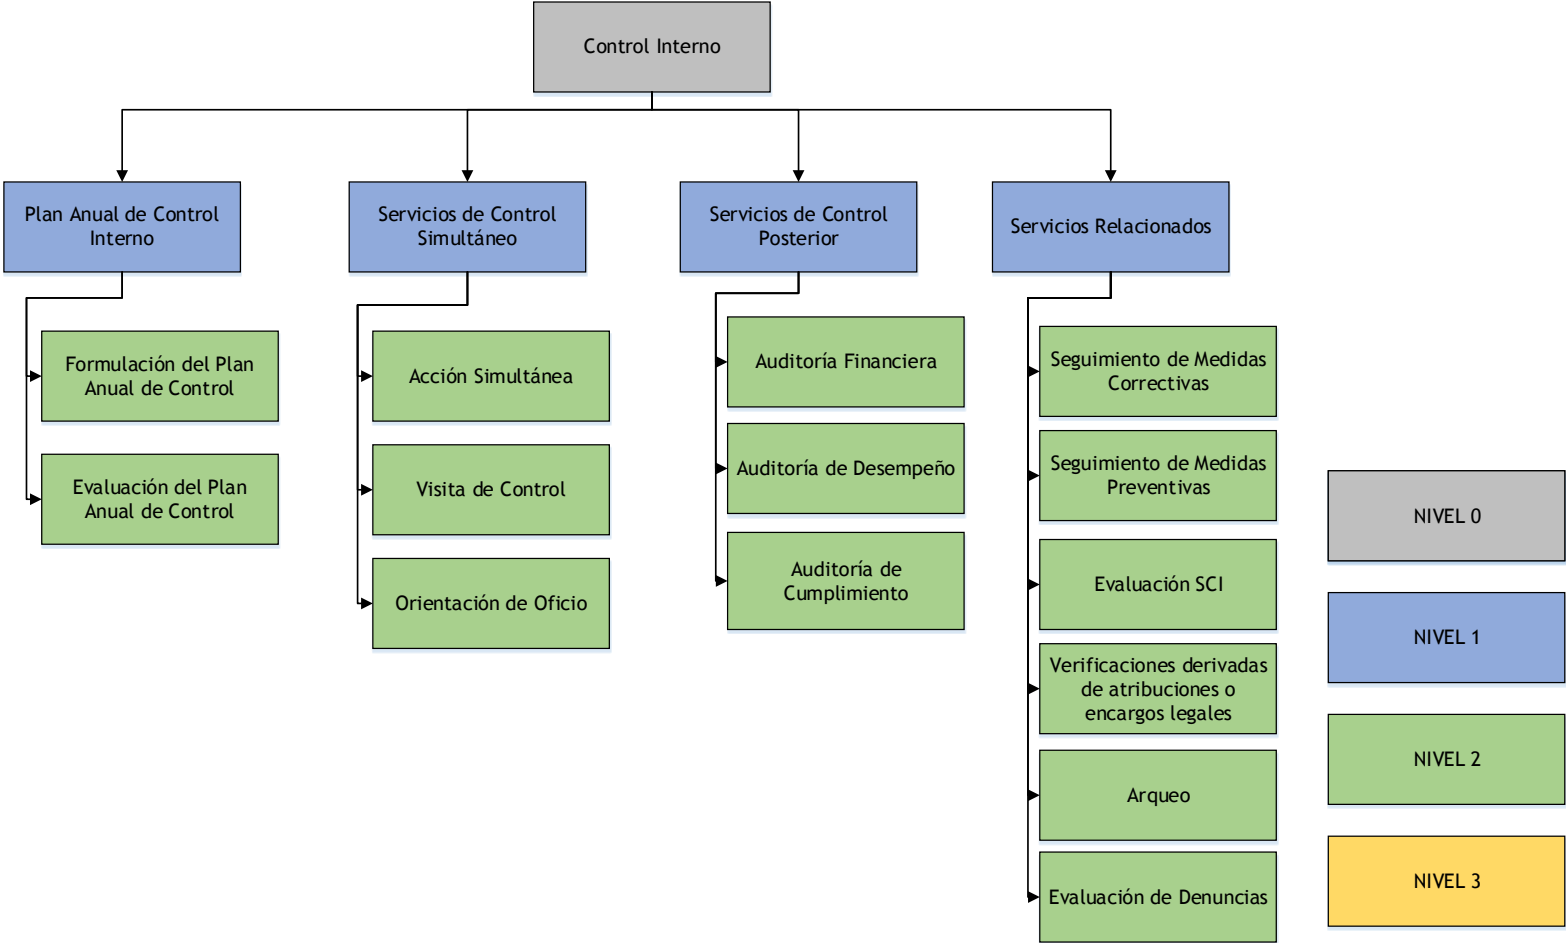 Control Interno
Plan Anual de Control
Interno
Servicios de Control
Simultáneo
Servicios de Control
Posterior
Servicios Relacionados
Formulación del Plan
Anual de Control
Evaluación del Plan
Anual de Control
Acción Simultánea
Visita de Control
Orientación de Oficio
Auditoría Financiera
Auditoría de Desempeño
Auditoría de
Cumplimiento
Seguimiento de Medidas
Correctivas
Seguimiento de Medidas
Preventivas
Evaluación SCI
Verificaciones derivadas
de atribuciones o
encargos legales
Arqueo
Evaluación de Denuncias
NIVEL 0
NIVEL 1
NIVEL 2
NIVEL 3